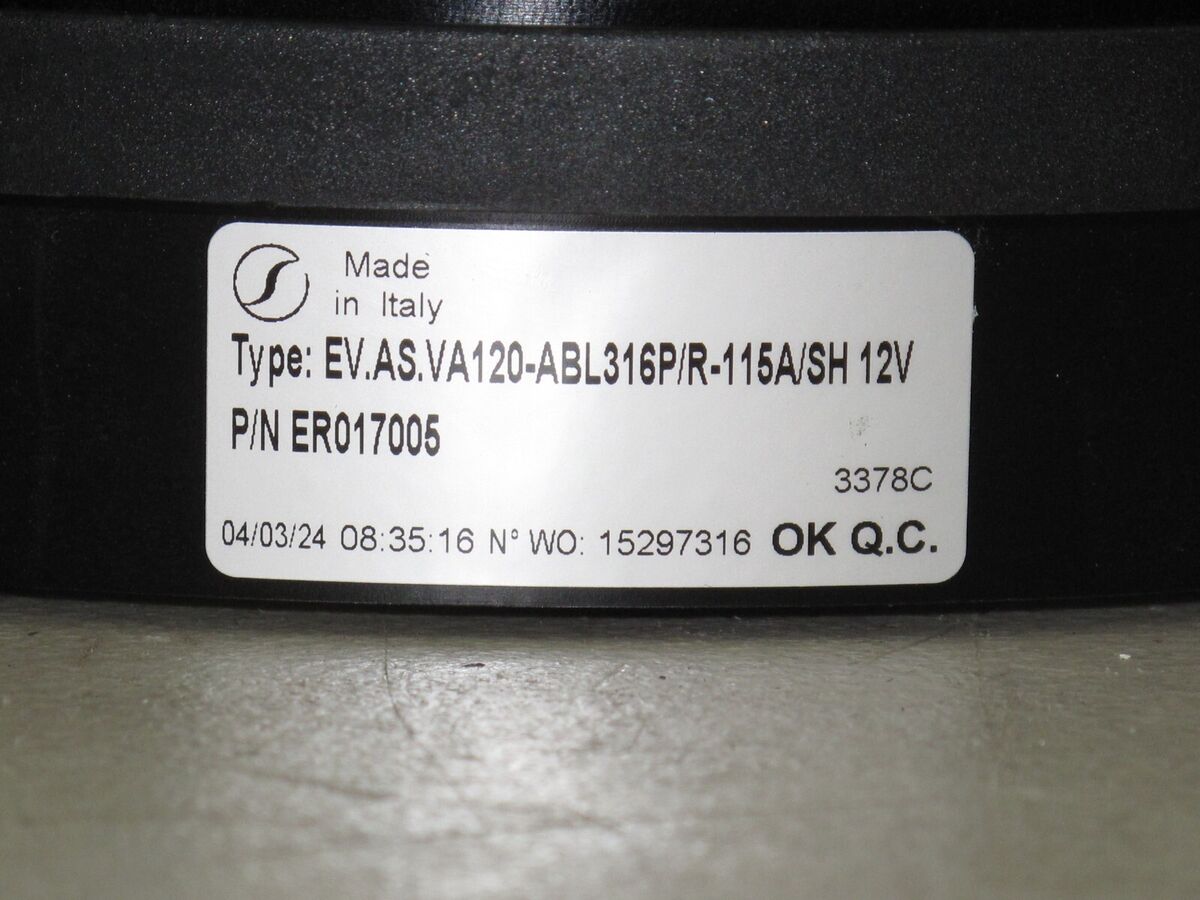 Made
in Italy
Type: EV.AS.VA120-ABL316P/R-115A/SH 12V
P/N ER017005
3378C
04/03/24 08:35:16 N° WO: 15297316 OK Q.C.